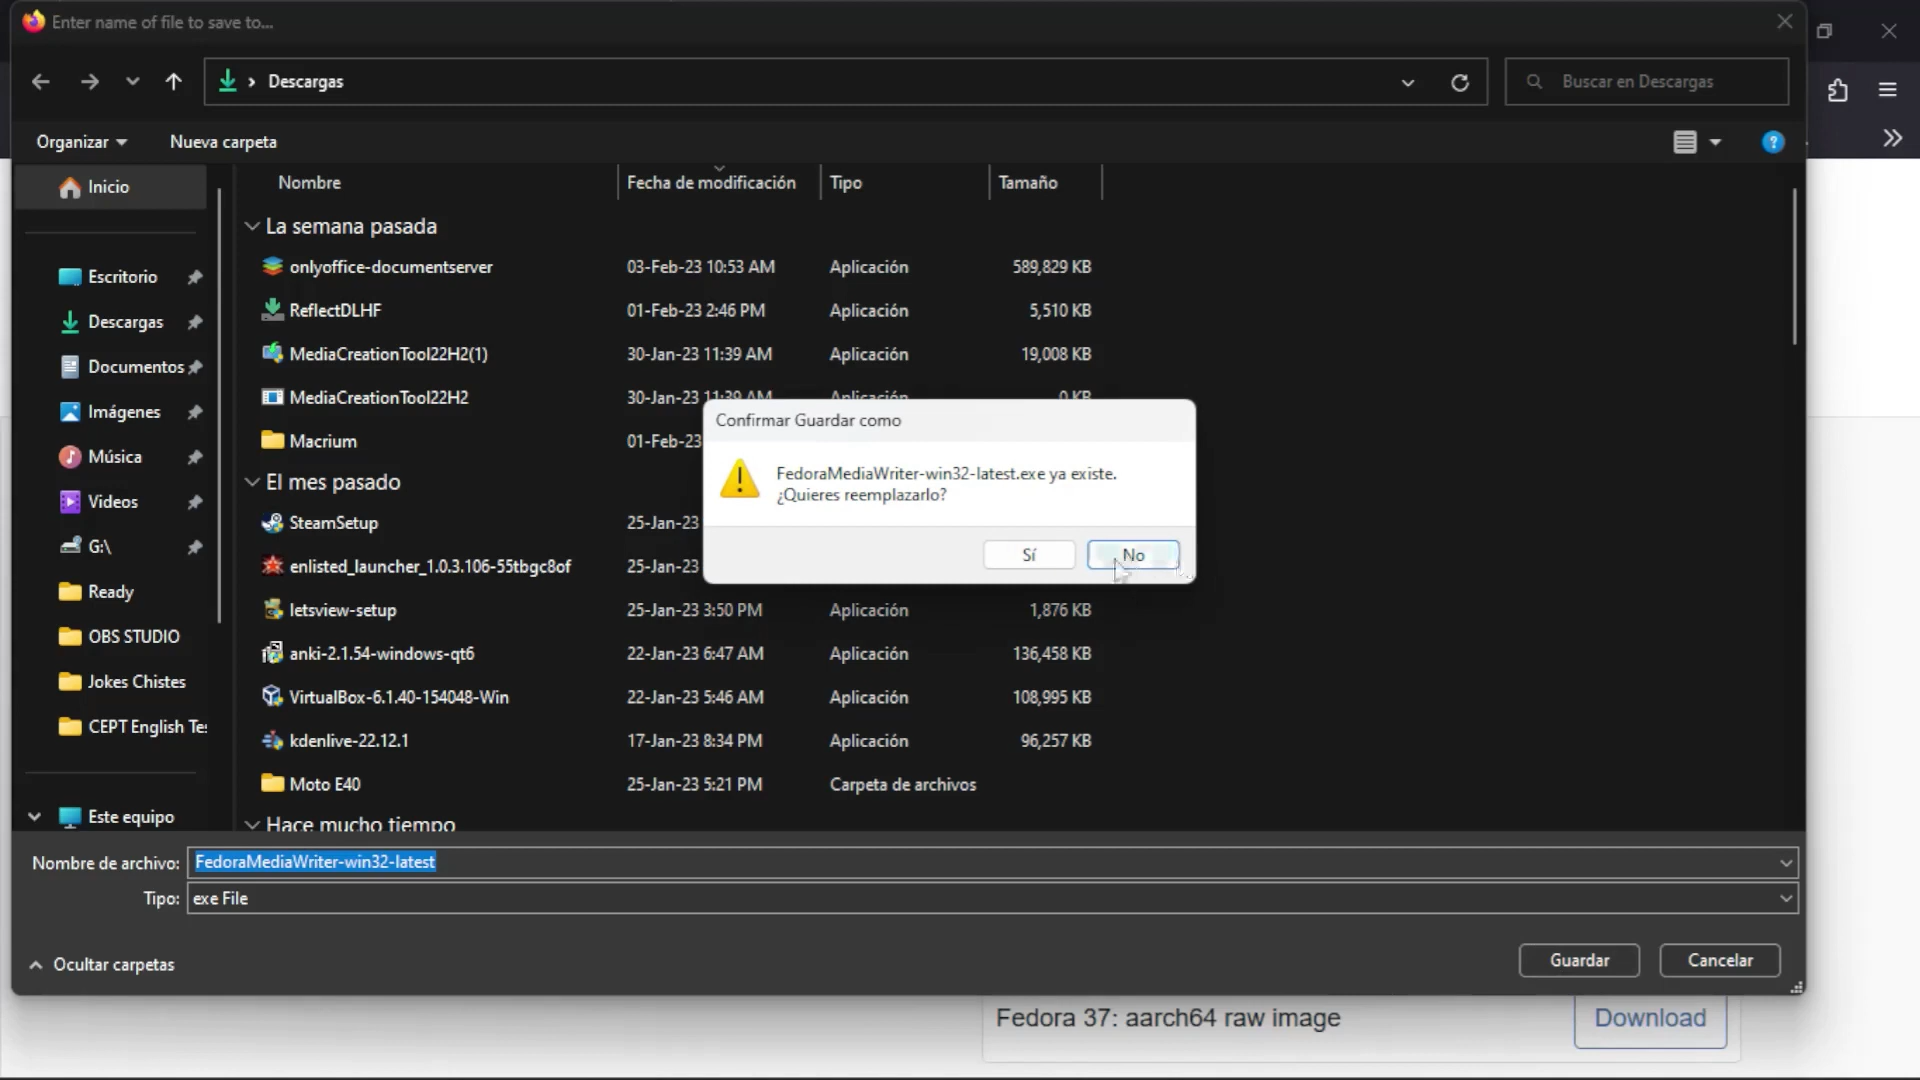 Enter name of file to save to...
Descargas
Buscar en Descargas
Organizar
Nueva carpeta
Inicio
Escritorio
Descargas
Documentos
Imágenes
Música
Videos
G:\
Ready
OBS STUDIO
Jokes Chistes
CEPT English Te
Este equipo
Nombre Fecha de modificación Tipo Tamaño
La semana pasada
onlyoffice-documentserver 03-Feb-23 10:53 AM Aplicación 589,829 KB
ReflectDLHF 01-Feb-23 2:46 PM Aplicación 5,510 KB
MediaCreationTool22H2(1) 30-Jan-23 11:39 AM Aplicación 19,008 KB
MediaCreationTool22H2 30-Jan-23 11:39 AM Aplicación 0 KB
Macrium 01-Feb-23
El mes pasado
SteamSetup 25-Jan-23
enlisted_launcher_1.0.3.106-55tbgc8of 25-Jan-23
letsview-setup 25-Jan-23 3:50 PM Aplicación 1,876 KB
anki-2.1.54-windows-qt6 22-Jan-23 6:47 AM Aplicación 136,458 KB
VirtualBox-6.1.40-154048-Win 22-Jan-23 5:46 AM Aplicación 108,995 KB
kdenlive-22.12.1 17-Jan-23 8:34 PM Aplicación 96,257 KB
Moto E40 25-Jan-23 5:21 PM Carpeta de archivos
Hace mucho tiempo
Confirmar Guardar como
FedoraMediaWriter-win32-latest.exe ya existe.
¿Quieres reemplazarlo?
Sí
No
Nombre de archivo: FedoraMediaWriter-win32-latest
Tipo: exe File
Ocultar carpetas
Guardar
Cancelar
Fedora 37: aarch64 raw image
Download